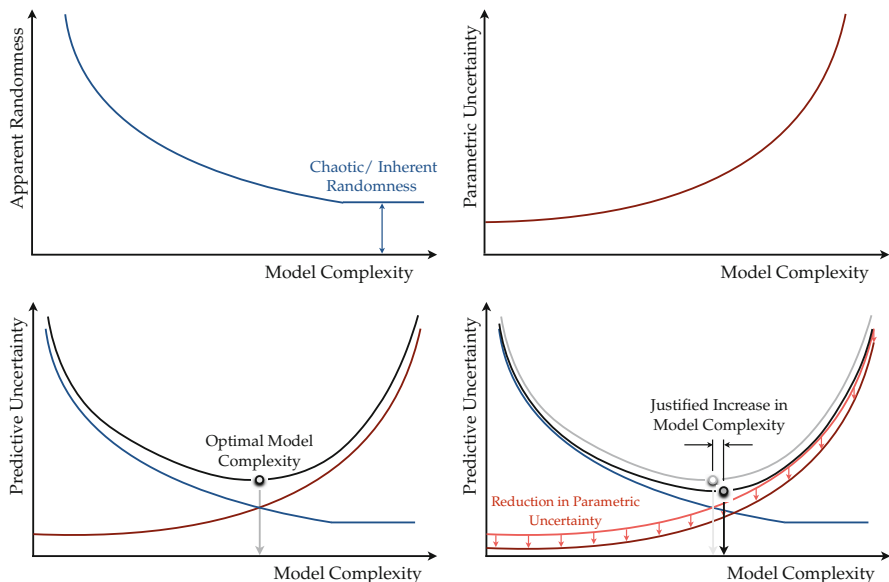 Apparent Randomness
Chaotic/ Inherent
Randomness
Model Complexity
Parametric Uncertainty
Model Complexity
Predictive Uncertainty
Optimal Model
Complexity
O
Model Complexity
Predictive Uncertainty
Justified Increase in
Model Complexity
O
Reduction in Parametric
Uncertainty
Model Complexity